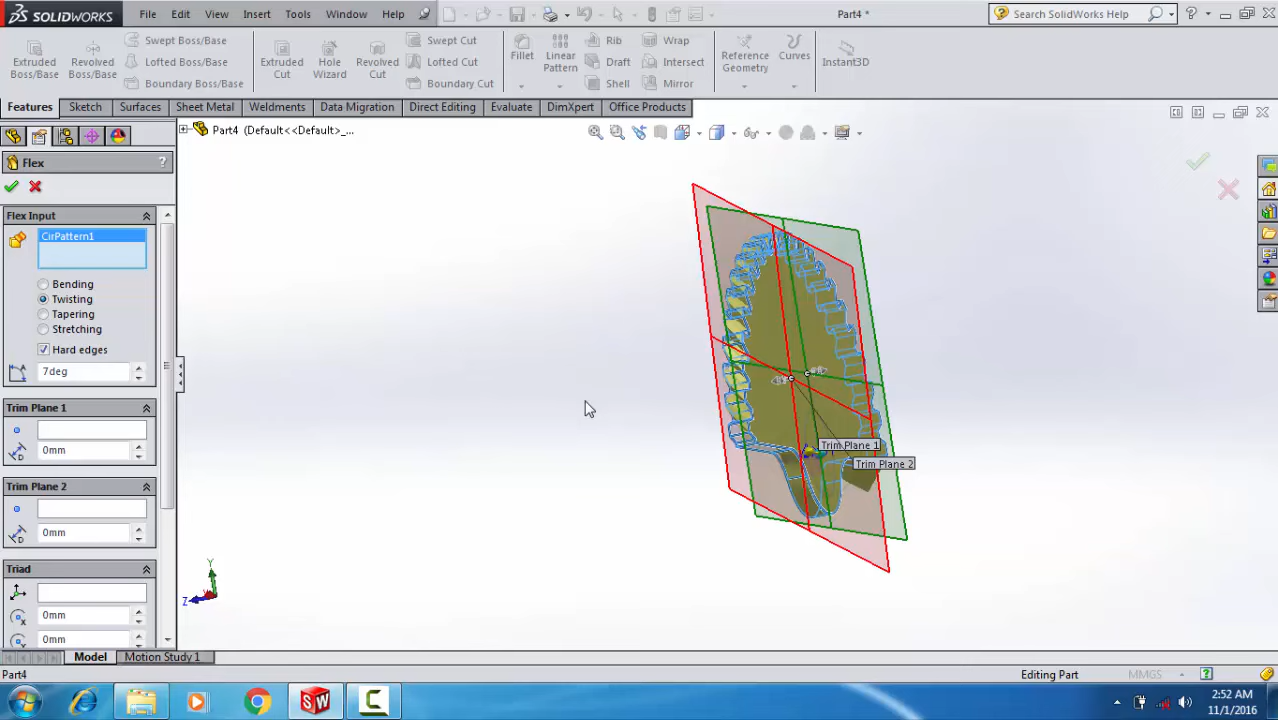 SOLIDWORKS File Edit View Insert Tools Window Help Part4 * Search SolidWorks Help
Extruded Boss/Base
Revolved Boss/Base
Swept Boss/Base
Lofted Boss/Base
Boundary Boss/Base
Extruded Cut
Hole Wizard
Revolved Cut
Swept Cut
Lofted Cut
Boundary Cut
Fillet
Linear Pattern
Rib
Draft
Shell
Wrap
Intersect
Mirror
Reference Geometry
Curves
Instant3D
Features Sketch Surfaces Sheet Metal Weldments Data Migration Direct Editing Evaluate DimXpert Office Products
Part4 (Default<<Default>_...
Flex ?
Flex Input
CirPattern1
Bending
Twisting
Tapering
Stretching
Hard edges
7deg
Trim Plane 1
0mm
Trim Plane 2
0mm
Triad
0mm
0mm
Trim Plane 1
Trim Plane 2
Y
Z
Model Motion Study 1
Part4 Editing Part MMGS
2:52 AM
11/1/2016